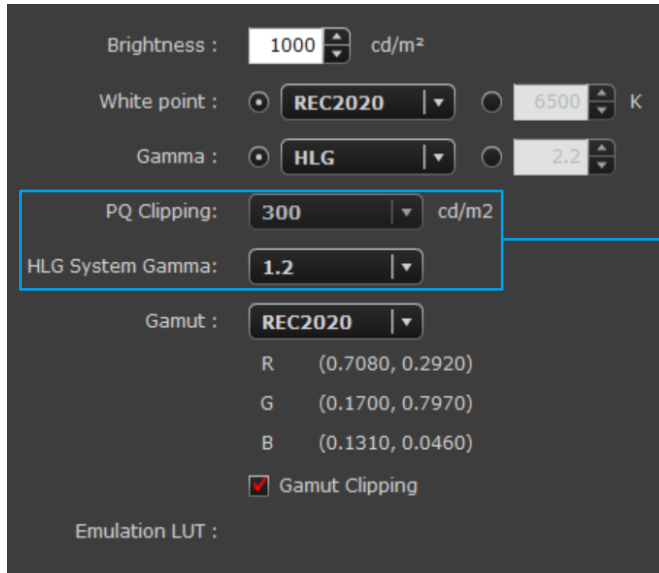 Brightness : 1000 cd/m²
White point : REC2020 6500 K
Gamma : HLG 2.2
PQ Clipping: 300 cd/m2
HLG System Gamma: 1.2
Gamut : REC2020
R (0.7080, 0.2920)
G (0.1700, 0.7970)
B (0.1310, 0.0460)
Gamut Clipping
Emulation LUT :